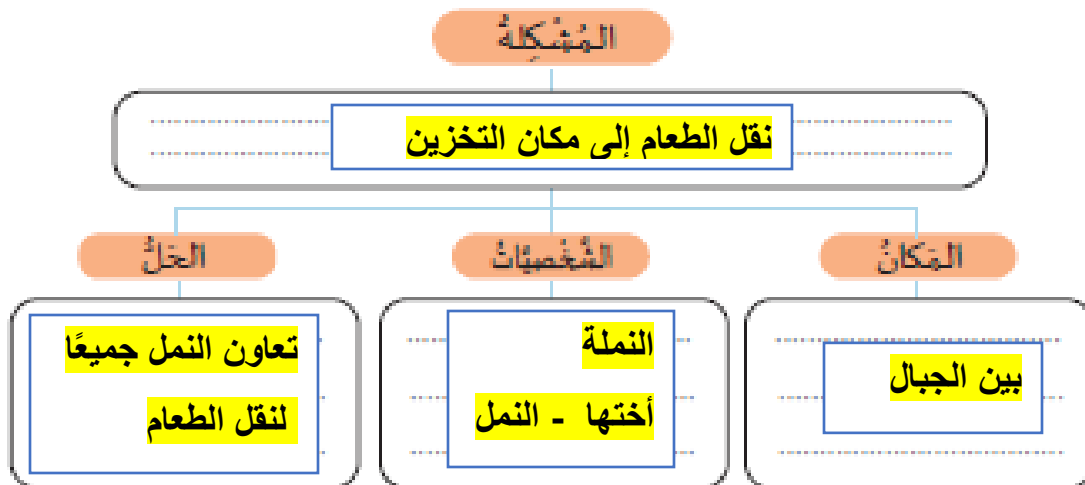 المُشْكِلةُ
نقل الطعام إلى مكان التخزين
المَكانُ
الشَّخصِيّاتُ
الحَلُّ
بين الجبال
النملة
أختها - النمل
تعاون النمل جميعًا
لنقل الطعام